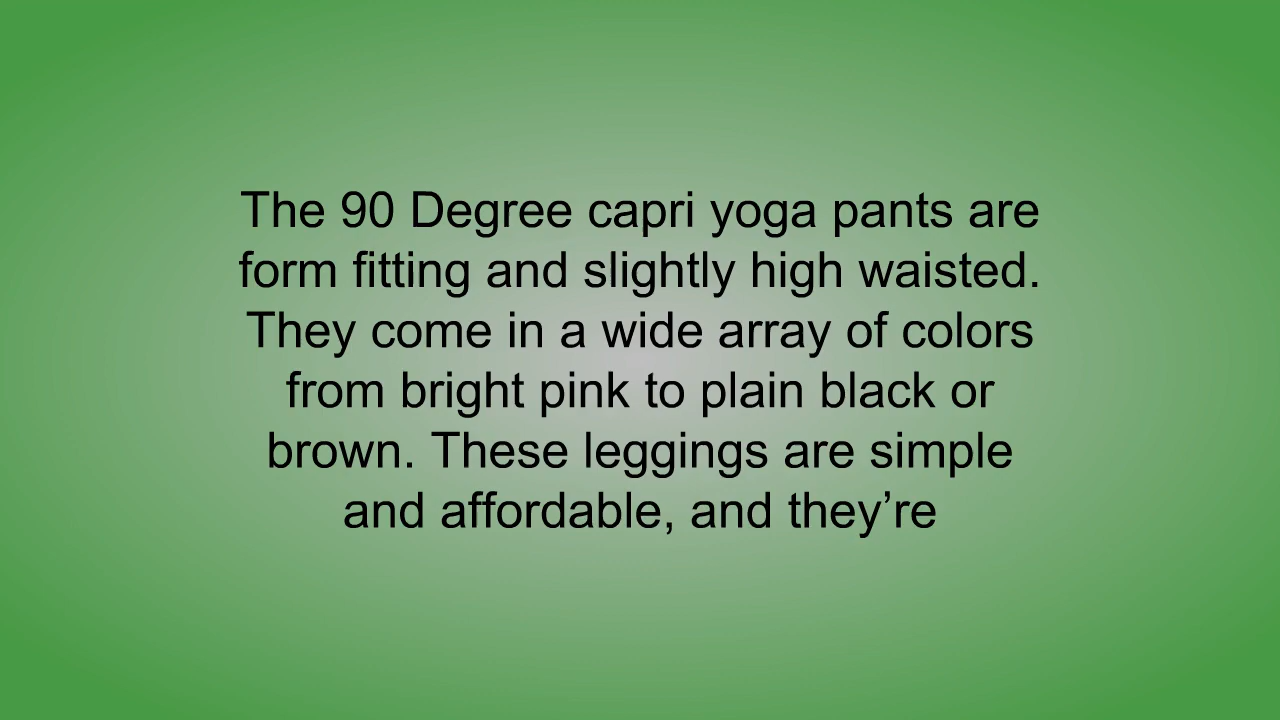 The 90 Degree capri yoga pants are
form fitting and slightly high waisted.
They come in a wide array of colors
from bright pink to plain black or
brown. These leggings are simple
and affordable, and they’re